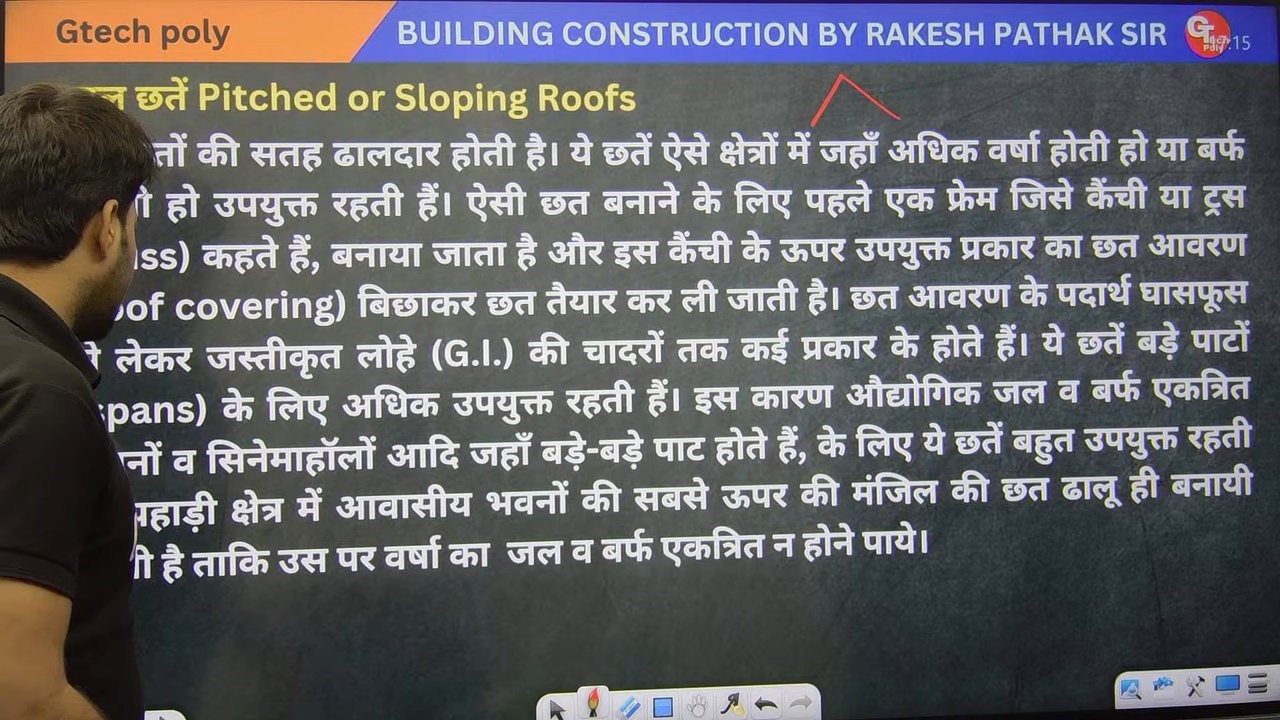 Gtech poly
BUILDING CONSTRUCTION BY RAKESH PATHAK SIR
GT
Poly
:15
छतें Pitched or Sloping Roofs
की सतह ढालदार होती है। ये छतें ऐसे क्षेत्रों में जहाँ अधिक वर्षा होती हो या बर्फ
हो उपयुक्त रहती हैं। ऐसी छत बनाने के लिए पहले एक फ्रेम जिसे कैंची या ट्रस
कहते हैं, बनाया जाता है और इस कैंची के ऊपर उपयुक्त प्रकार का छत आवरण
covering) बिछाकर छत तैयार कर ली जाती है। छत आवरण के पदार्थ घासफूस
लेकर जस्तीकृत लोहे (G.I.) की चादरों तक कई प्रकार के होते हैं। ये छतें बड़े पाटों
spans) के लिए अधिक उपयुक्त रहती हैं। इस कारण औद्योगिक जल व बर्फ एकत्रित
व सिनेमाहॉलों आदि जहाँ बड़े-बड़े पाट होते हैं, के लिए ये छतें बहुत उपयुक्त रहती
पहाड़ी क्षेत्र में आवासीय भवनों की सबसे ऊपर की मंजिल की छत ढालू ही बनायी
है ताकि उस पर वर्षा का जल व बर्फ एकत्रित न होने पाये।